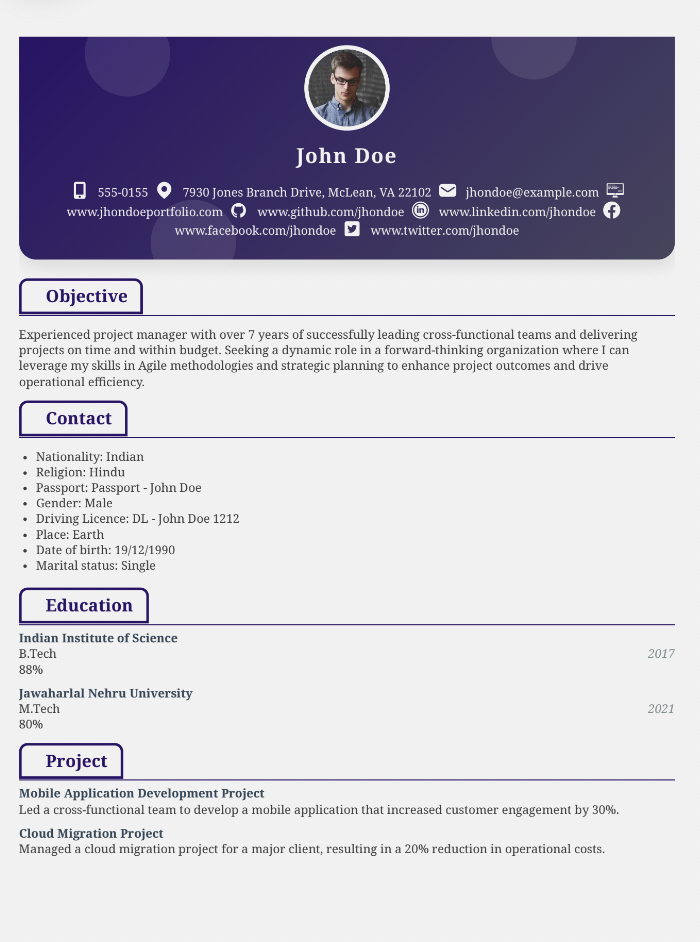 John Doe
555-0155 7930 Jones Branch Drive, McLean, VA 22102 jhondoe@example.com
www.jhondoeportfolio.com www.github.com/jhondoe www.linkedin.com/jhondoe
www.facebook.com/jhondoe www.twitter.com/jhondoe
Objective
Experienced project manager with over 7 years of successfully leading cross-functional teams and delivering
projects on time and within budget. Seeking a dynamic role in a forward-thinking organization where I can
leverage my skills in Agile methodologies and strategic planning to enhance project outcomes and drive
operational efficiency.
Contact
• Nationality: Indian
• Religion: Hindu
• Passport: Passport - John Doe
• Gender: Male
• Driving Licence: DL - John Doe 1212
• Place: Earth
• Date of birth: 19/12/1990
• Marital status: Single
Education
Indian Institute of Science
B.Tech 2017
88%
Jawaharlal Nehru University
M.Tech 2021
80%
Project
Mobile Application Development Project
Led a cross-functional team to develop a mobile application that increased customer engagement by 30%.
Cloud Migration Project
Managed a cloud migration project for a major client, resulting in a 20% reduction in operational costs.